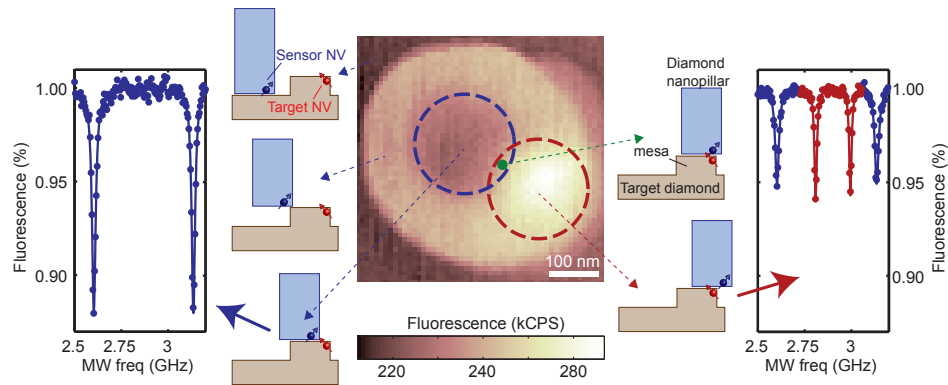 Fluorescence (%)
1.00
0.95
0.90
2.5
2.75
3
MW freq (GHz)
Sensor NV
Target NV
100 nm
Fluorescence (kCPS)
220
240
260
280
Diamond
nanopillar
mesa
Target diamond
1.00
0.95
0.90
Fluorescence (%)
2.5
2.75
3
MW freq (GHz)